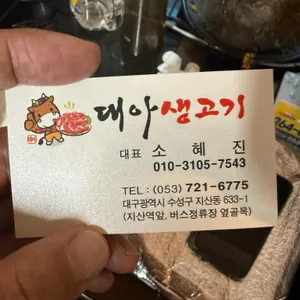 대아생고기
대표 소 혜 진
010-3105-7543
TEL : (053) 721-6775
대구광역시 수성구 지산동 633-1
(지산역앞, 버스정류장 옆골목)